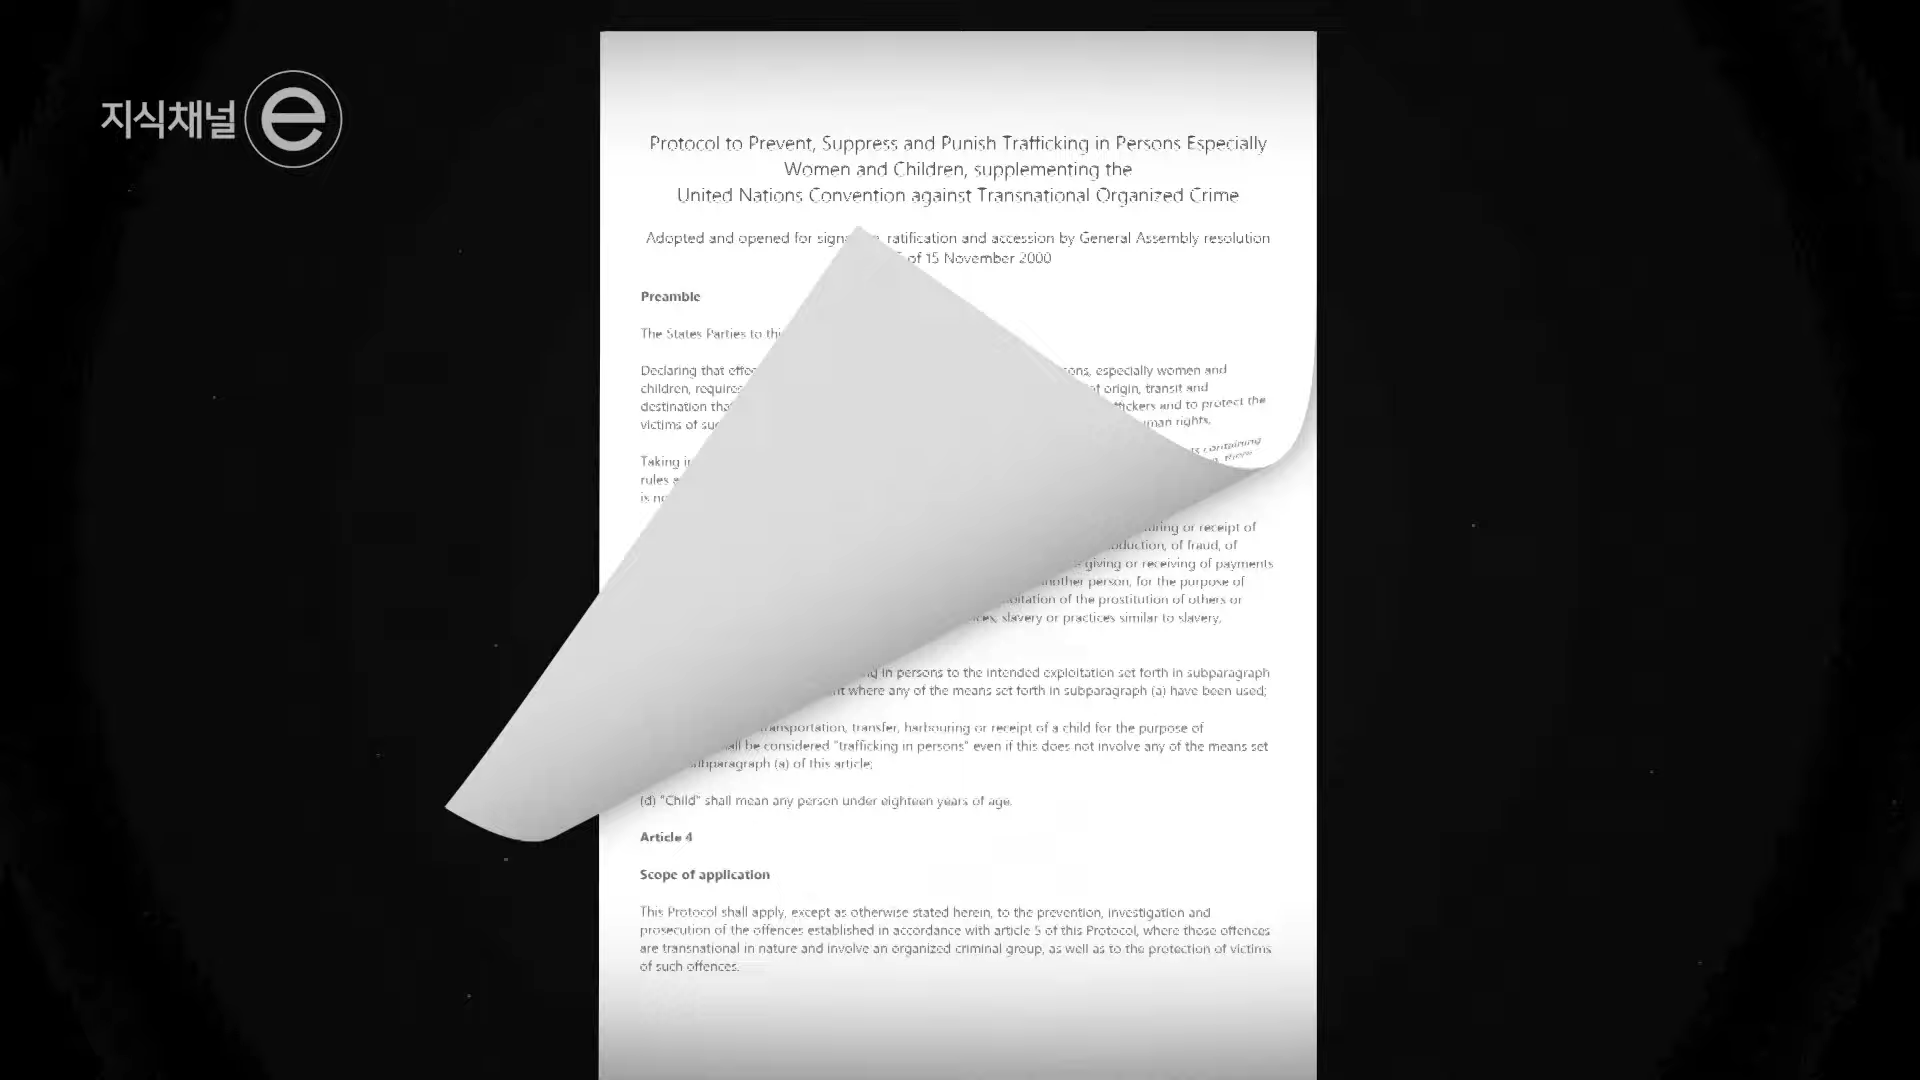 지식채널 e
Protocol to Prevent, Suppress and Punish Trafficking in Persons Especially
Women and Children, supplementing the
United Nations Convention against Transnational Organized Crime
Adopted and opened for ratification and accession by General Assembly resolution
of 15 November 2000
Preamble
The States Parties to
Declaring that especially women and
children, of origin, transit and
destination and to protect the
victims of rights,
Taking containing
rules there
is
or receipt of
of fraud, of
giving or receiving of payments
person, for the purpose of
of the prostitution of others or
slavery or practices similar to slavery,
in persons to the intended exploitation set forth in subparagraph
where any of the means set forth in subparagraph (a) have been used;
transfer, harbouring or receipt of a child for the purpose of
be considered "trafficking in persons" even if this does not involve any of the means set
(a) of this article;
(d) "Child" shall mean any person under eighteen years of age.
Article 4
Scope of application
This Protocol shall apply, except as otherwise stated herein, to the prevention, investigation and
prosecution of the offences established in accordance with article 5 of this Protocol, where those offences
are transnational in nature and involve an organized criminal group, as well as to the protection of victims
of such offences.